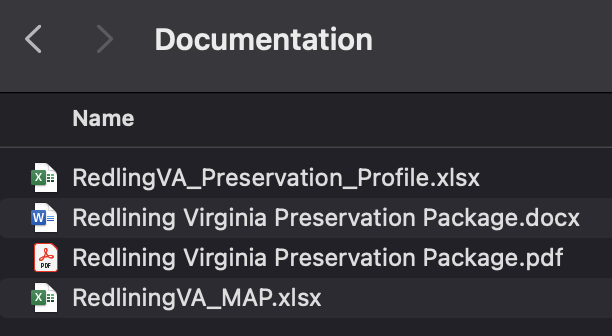 Documentation
Name
RedlingVA_Preservation_Profile.xlsx
Redlining Virginia Preservation Package.docx
Redlining Virginia Preservation Package.pdf
RedliningVA_MAP.xlsx